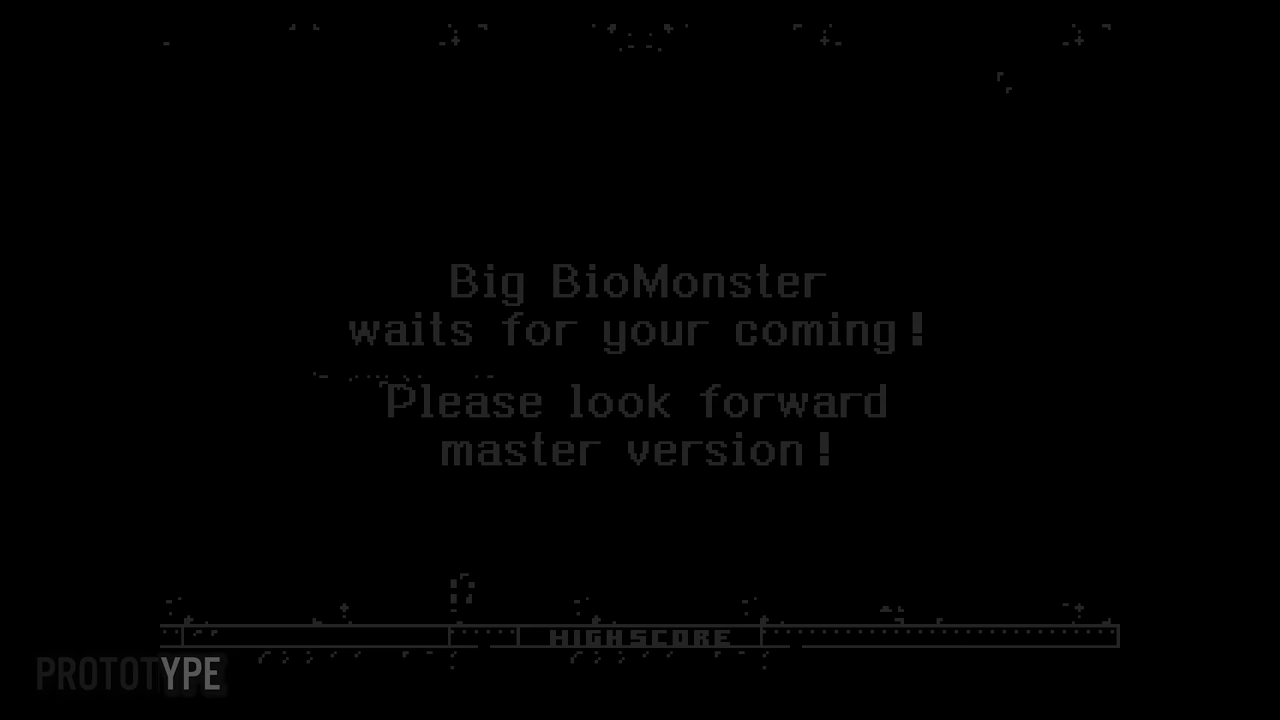 Big BioMonster
waits for your coming!
Please look forward
master version!
HIGHSCORE
PROTOTYPE